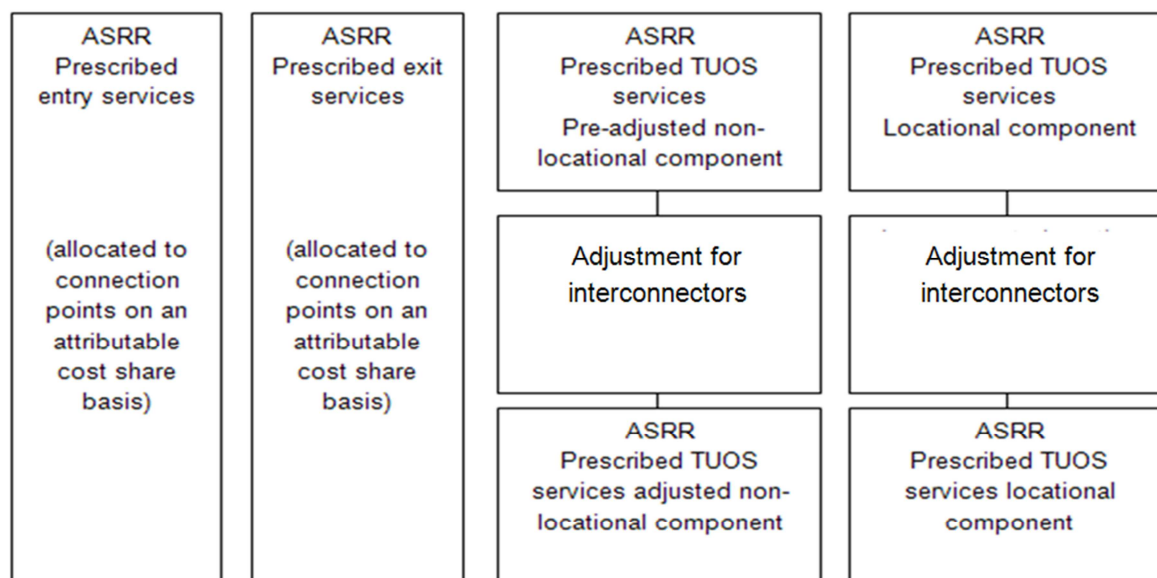 ASRR
Prescribed
entry services
(allocated to
connection
points on an
attributable
cost share
basis)
ASRR
Prescribed exit
services
(allocated to
connection
points on an
attributable
cost share
basis)
ASRR
Prescribed TUOS
services
Pre-adjusted non-
locational component
Adjustment for
interconnectors
ASRR
Prescribed TUOS
services adjusted non-
locational component
ASRR
Prescribed TUOS
services
Locational component
Adjustment for
interconnectors
ASRR
Prescribed TUOS
services locational
component